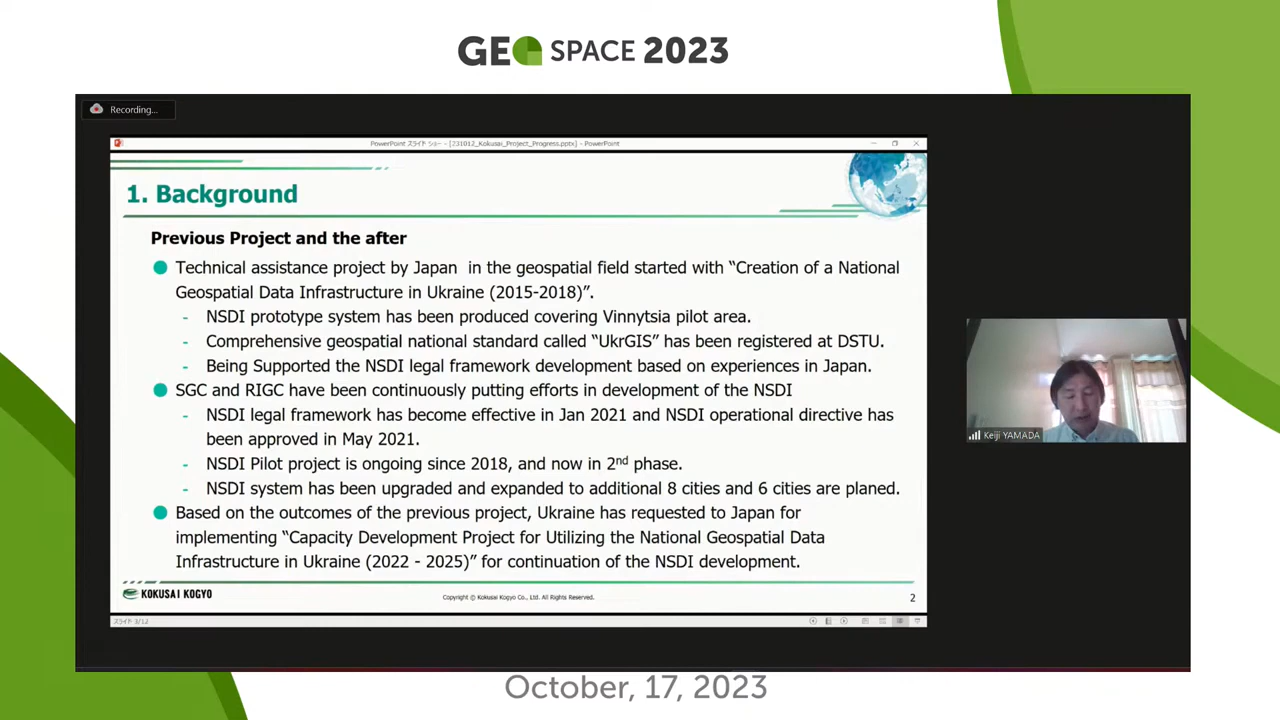 GEO SPACE 2023
Recording...
PowerPoint スライド ショー - [231012_Kokusai_Project_Progress.pptx] - PowerPoint
1. Background
Previous Project and the after
Technical assistance project by Japan in the geospatial field started with “Creation of a National
Geospatial Data Infrastructure in Ukraine (2015-2018)”.
- NSDI prototype system has been produced covering Vinnytsia pilot area.
- Comprehensive geospatial national standard called “UkrGIS” has been registered at DSTU.
- Being Supported the NSDI legal framework development based on experiences in Japan.
SGC and RIGC have been continuously putting efforts in development of the NSDI
- NSDI legal framework has become effective in Jan 2021 and NSDI operational directive has
been approved in May 2021.
- NSDI Pilot project is ongoing since 2018, and now in 2nd phase.
- NSDI system has been upgraded and expanded to additional 8 cities and 6 cities are planed.
Based on the outcomes of the previous project, Ukraine has requested to Japan for
implementing “Capacity Development Project for Utilizing the National Geospatial Data
Infrastructure in Ukraine (2022 - 2025)” for continuation of the NSDI development.
KOKUSAI KOGYO
Copyright © Kokusai Kogyo Co., Ltd. All Rights Reserved.
2
スライド 3/12
Keiji YAMADA
October, 17, 2023